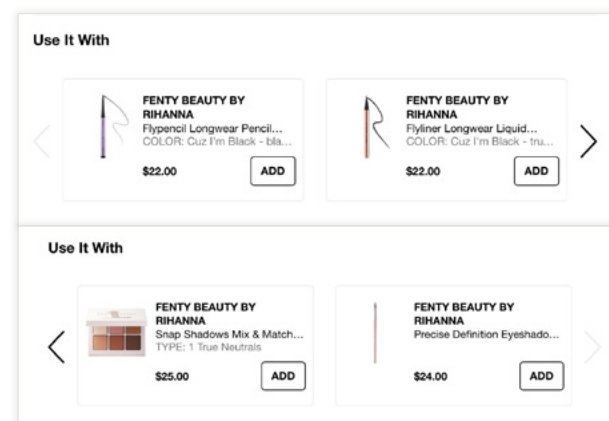 Use It With
FENTY BEAUTY BY
RIHANNA
Flypencil Longwear Pencil...
COLOR: Cuz I'm Black - bla...
$22.00
ADD
FENTY BEAUTY BY
RIHANNA
Flyliner Longwear Liquid...
COLOR: Cuz I'm Black - tru...
$22.00
ADD
Use It With
FENTY BEAUTY BY
RIHANNA
Snap Shadows Mix & Match...
TYPE: 1 True Neutrals
$25.00
ADD
FENTY BEAUTY BY
RIHANNA
Precise Definition Eyeshado...
$24.00
ADD